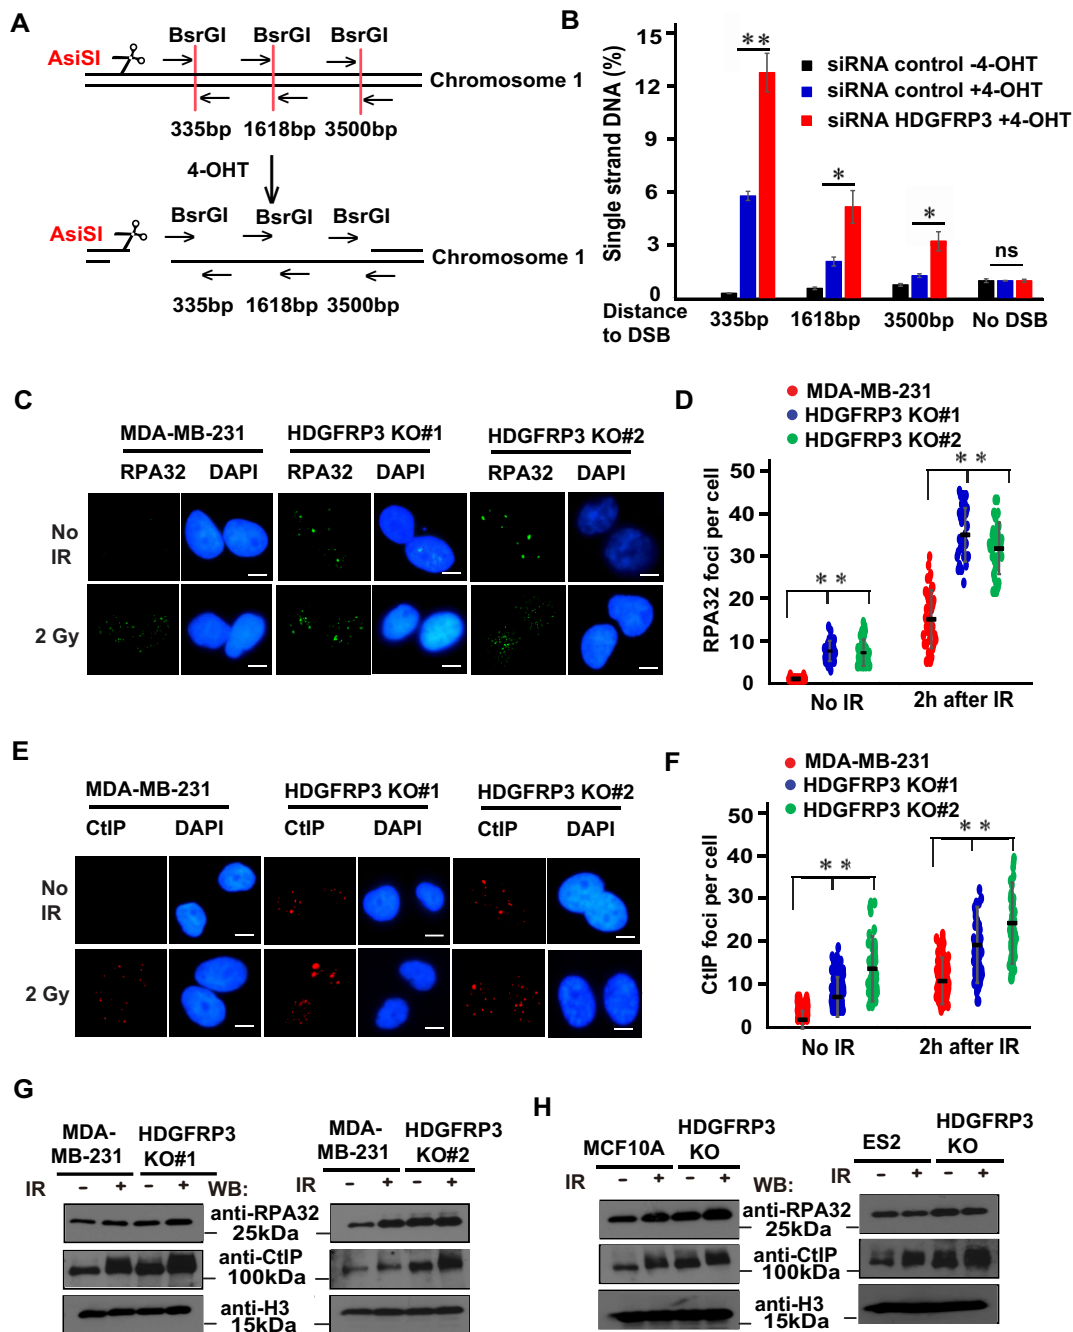 A
BsrGI BsrGI BsrGI
AsiSI
Chromosome 1
335bp 1618bp 3500bp
4-OHT
BsrGI BsrGI BsrGI
AsiSI
Chromosome 1
335bp 1618bp 3500bp
B
Single strand DNA (%)
15
12
9
6
3
0
siRNA control -4-OHT
siRNA control +4-OHT
siRNA HDGFRP3 +4-OHT
** * * ns
Distance to DSB
335bp 1618bp 3500bp No DSB
C
MDA-MB-231 HDGFRP3 KO#1 HDGFRP3 KO#2
RPA32 DAPI RPA32 DAPI RPA32 DAPI
No IR
2 Gy
D
MDA-MB-231
HDGFRP3 KO#1
HDGFRP3 KO#2
RPA32 foci per cell
50
40
30
20
10
0
* * * *
No IR 2h after IR
E
MDA-MB-231 HDGFRP3 KO#1 HDGFRP3 KO#2
CtIP DAPI CtIP DAPI CtIP DAPI
No IR
2 Gy
F
MDA-MB-231
HDGFRP3 KO#1
HDGFRP3 KO#2
CtIP foci per cell
50
40
30
20
10
0
* * * *
No IR 2h after IR
G
MDA-MB-231 HDGFRP3 KO#1 MDA-MB-231 HDGFRP3 KO#2
IR - + - + WB: IR - + - +
anti-RPA32
25kDa
anti-CtIP
100kDa
anti-H3
15kDa
H
MCF10A HDGFRP3 KO ES2 HDGFRP3 KO
IR - + - + WB: IR - + - +
anti-RPA32
25kDa
anti-CtIP
100kDa
anti-H3
15kDa